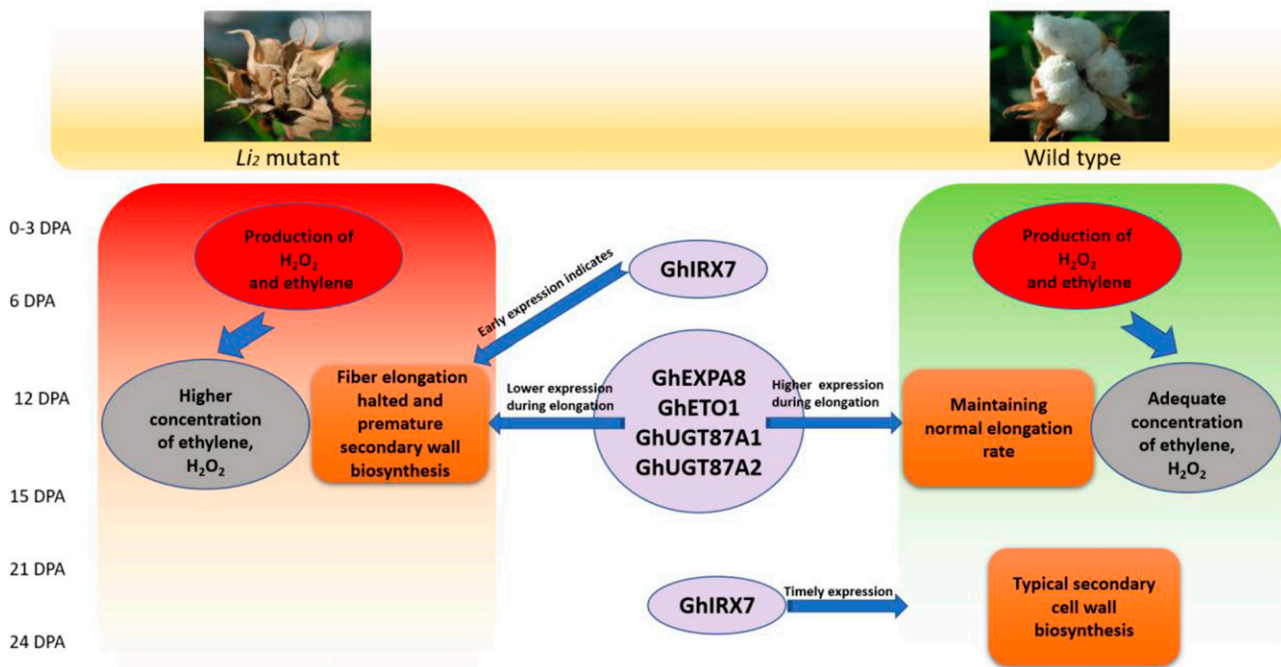 Li₂ mutant
Wild type
0-3 DPA
6 DPA
12 DPA
15 DPA
21 DPA
24 DPA
Production of
H₂O₂
and ethylene
Higher
concentration
of ethylene,
H₂O₂
Fiber elongation
halted and
premature
secondary wall
biosynthesis
Early expression indicates
GhIRX7
Lower expression
during elongation
GhEXPA8
GhETO1
GhUGT87A1
GhUGT87A2
Higher expression
during elongation
GhIRX7
Timely expression
Production of
H₂O₂
and ethylene
Maintaining
normal elongation
rate
Adequate
concentration
of ethylene,
H₂O₂
Typical secondary
cell wall
biosynthesis